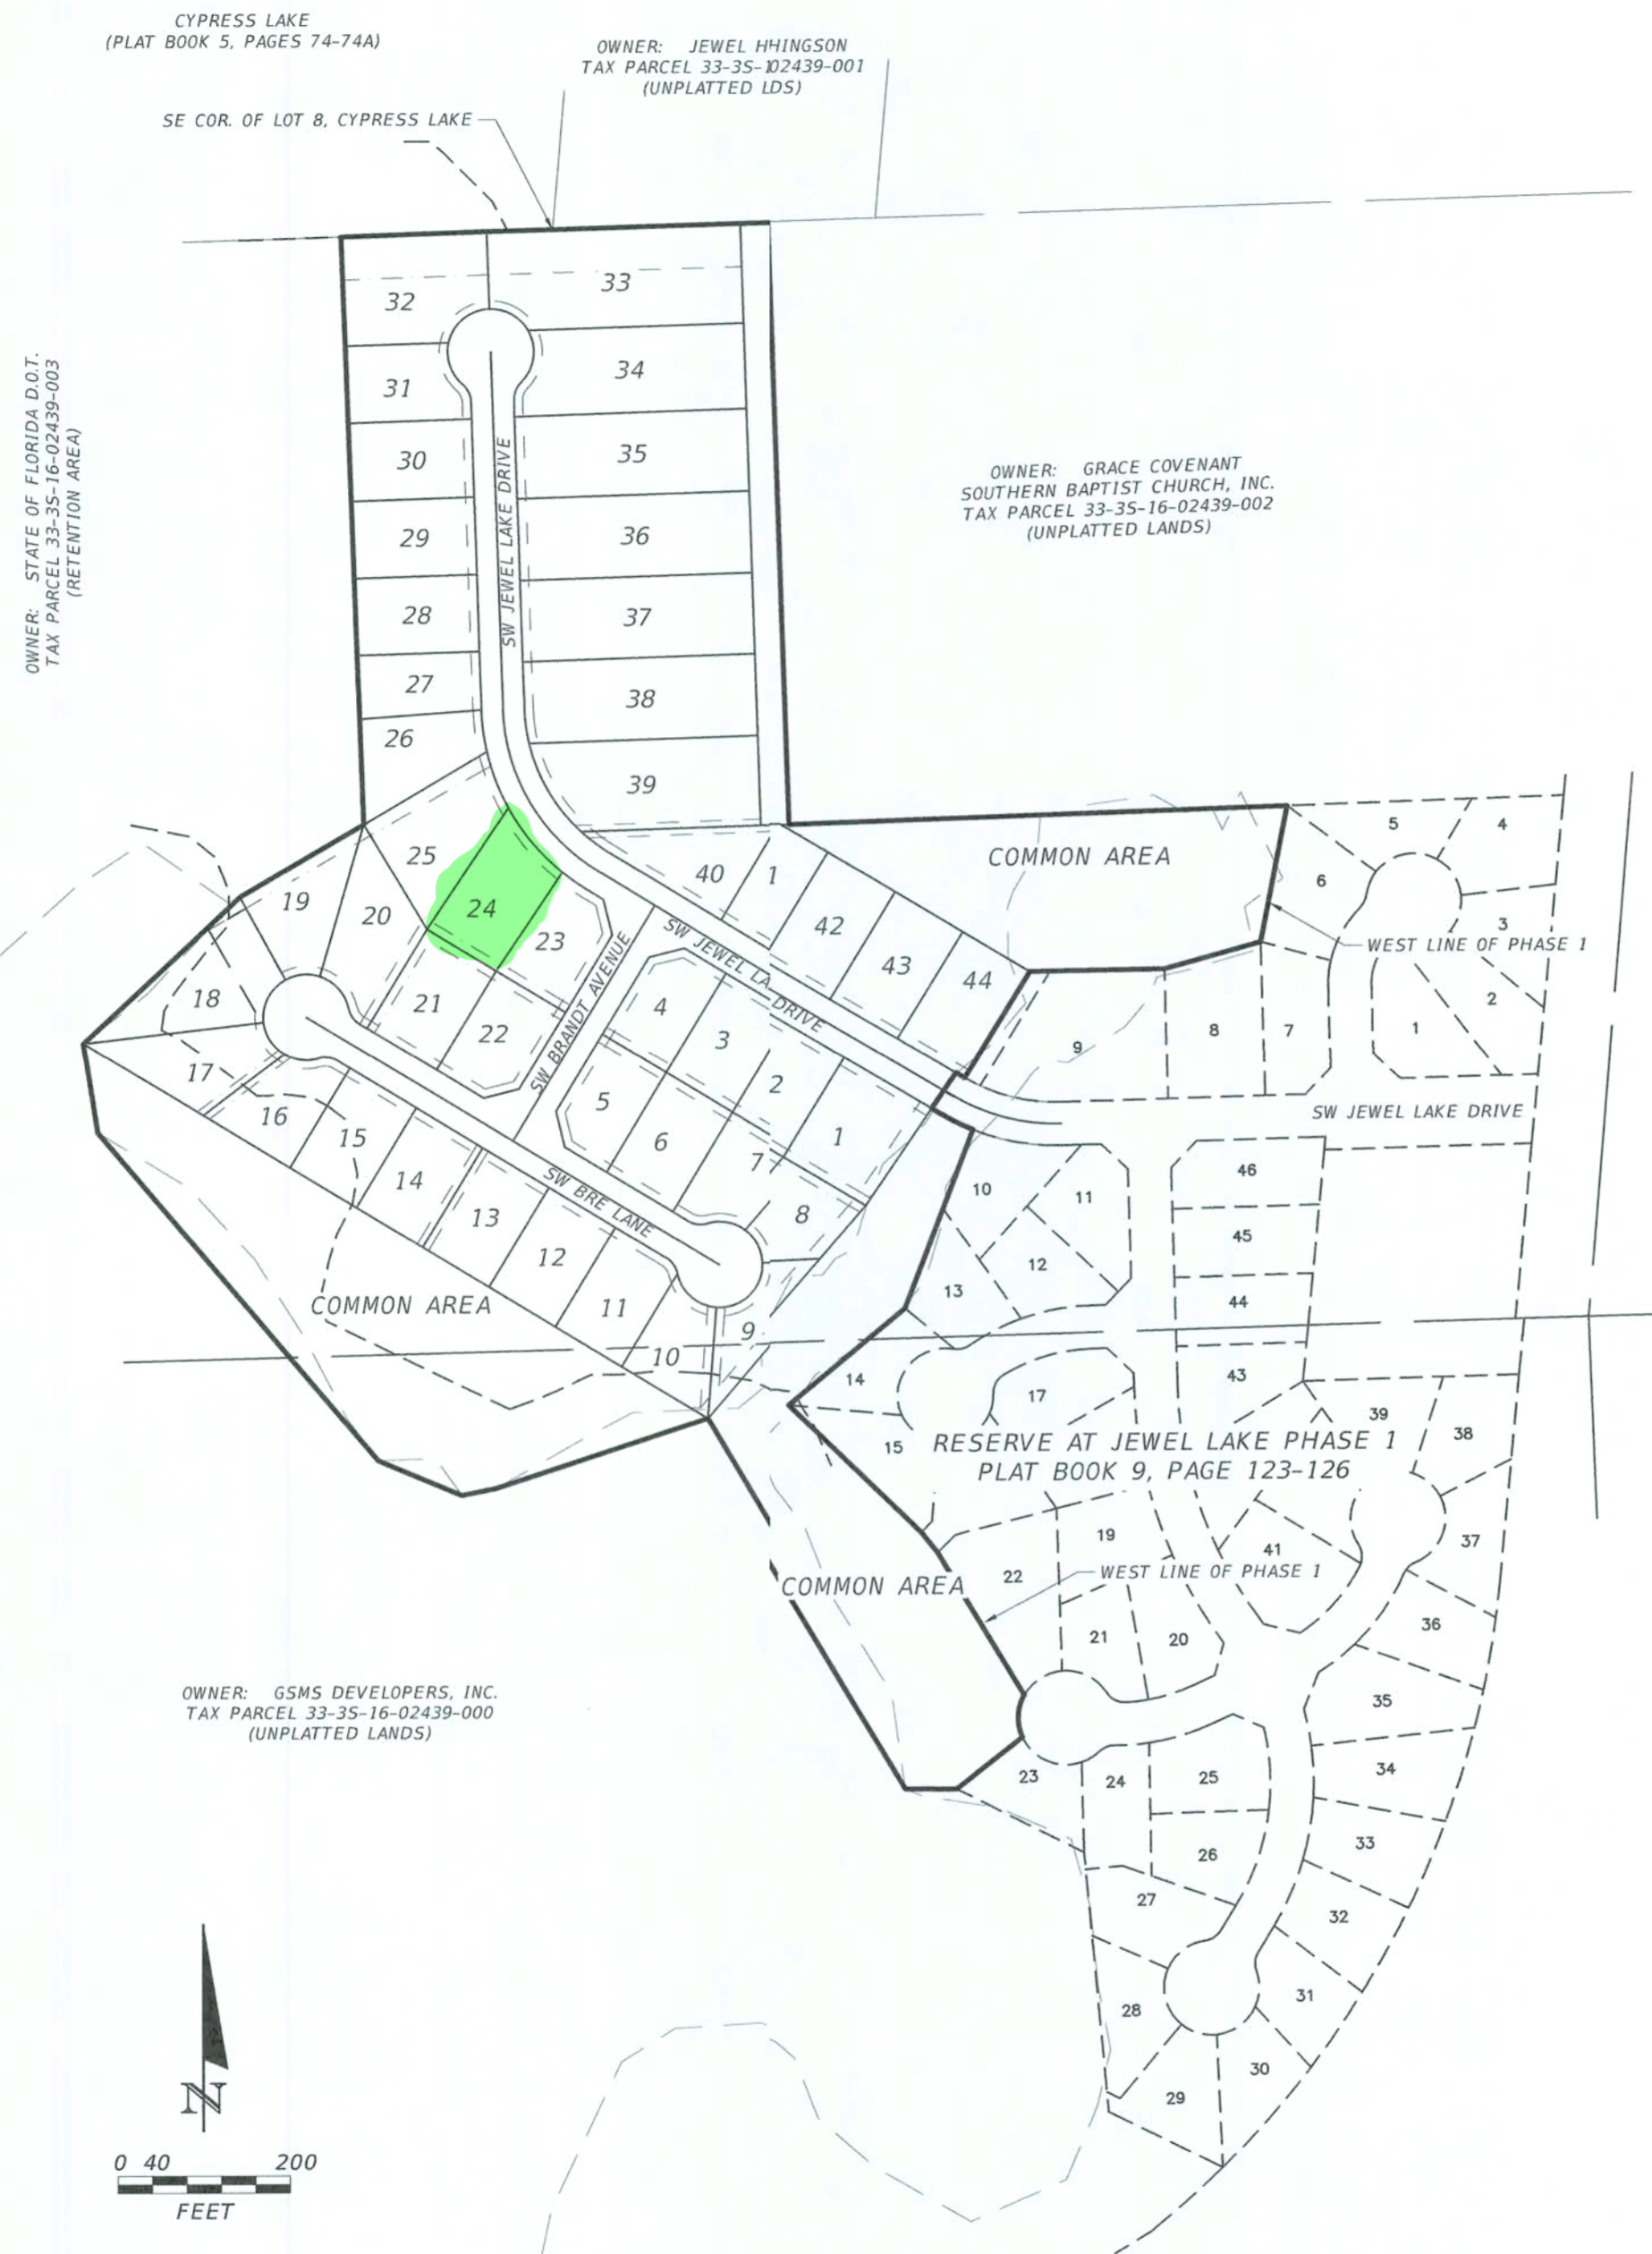 CYPRESS LAKE
(PLAT BOOK 5, PAGES 74-74A)
OWNER: JEWEL HHINGSON
TAX PARCEL 33-3S-102439-001
(UNPLATTED LDS)
SE COR. OF LOT 8, CYPRESS LAKE
OWNER: STATE OF FLORIDA D.O.T.
TAX PARCEL 33-3S-16-02439-003
(RETENTION AREA)
32
33
31
34
30
35
29
36
28
37
27
38
26
39
SW JEWEL LAKE DRIVE
OWNER: GRACE COVENANT
SOUTHERN BAPTIST CHURCH, INC.
TAX PARCEL 33-3S-16-02439-002
(UNPLATTED LANDS)
25
24
23
19
20
21
22
18
17
16
15
14
13
12
11
10
9
40
1
42
43
44
COMMON AREA
SW JEWEL LA DRIVE
SW BRANDT AVENUE
4
3
2
1
5
6
7
8
SW BRE LANE
COMMON AREA
5
4
6
3
WEST LINE OF PHASE 1
2
1
9
8
7
SW JEWEL LAKE DRIVE
10
11
12
13
46
45
44
43
14
17
15
39
38
RESERVE AT JEWEL LAKE PHASE 1
PLAT BOOK 9, PAGE 123-126
19
41
37
22
WEST LINE OF PHASE 1
COMMON AREA
21
20
36
35
34
33
32
31
30
29
28
27
26
25
24
23
OWNER: GSMS DEVELOPERS, INC.
TAX PARCEL 33-3S-16-02439-000
(UNPLATTED LANDS)
N
0 40 200
FEET